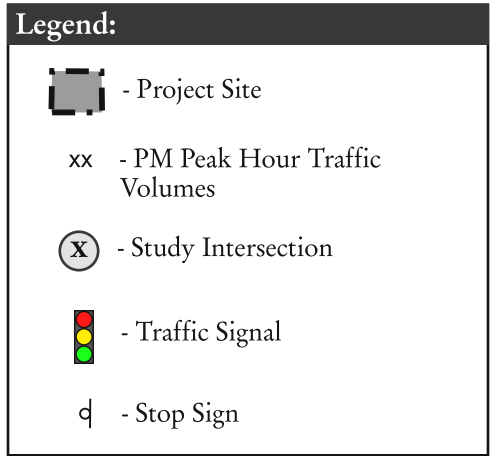 Legend:
- Project Site
xx - PM Peak Hour Traffic
Volumes
X - Study Intersection
- Traffic Signal
- Stop Sign